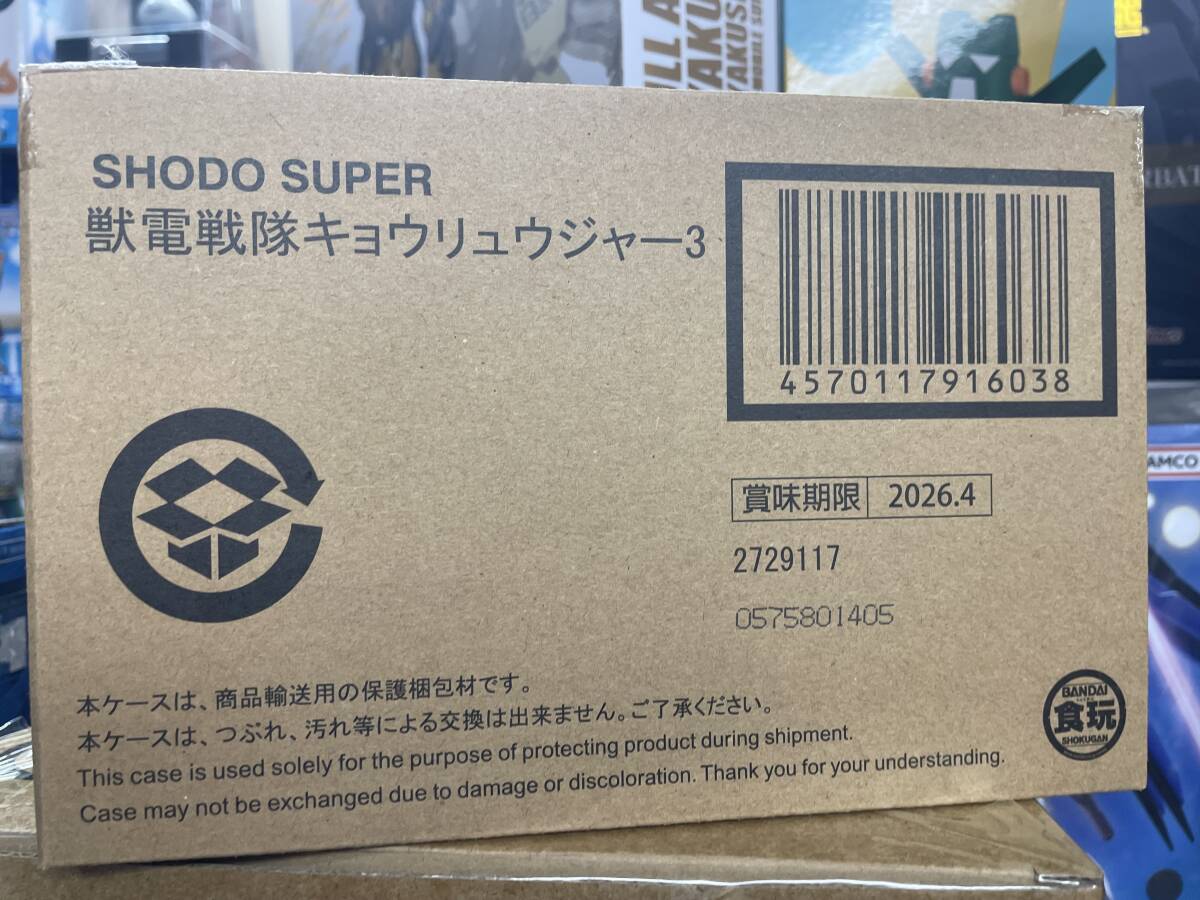 SHODO SUPER
獣電戦隊キョウリュウジャー3
4570117916038
賞味期限 2026.4
2729117
0575801405
本ケースは、商品輸送用の保護梱包材です。
本ケースは、つぶれ、汚れ等による交換は出来ません。ご了承ください。
This case is used solely for the purpose of protecting product during shipment.
Case may not be exchanged due to damage or discoloration. Thank you for your understanding.
BANDAI
食玩
SHOKUGAN